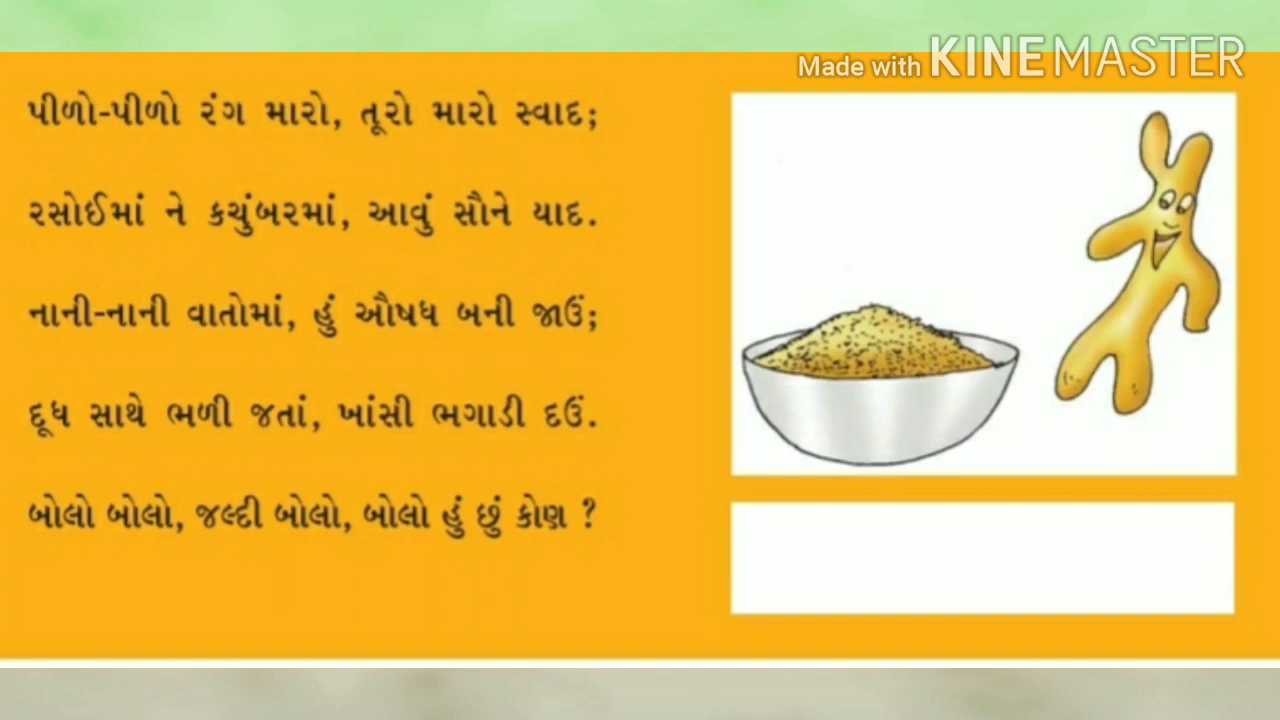 Made with KINEMASTER
પીળો-પીળો રંગ મારો, તૂરો મારો સ્વાદ;
રસોઈમાં ને કચુંબરમાં, આવું સૌને યાદ.
નાની-નાની વાતોમાં, હું ઔષધ બની જાઉં;
દૂધ સાથે ભળી જતાં, ખાંસી ભગાડી દઉં.
બોલો બોલો, જલ્દી બોલો, બોલો હું છું કોણ ?